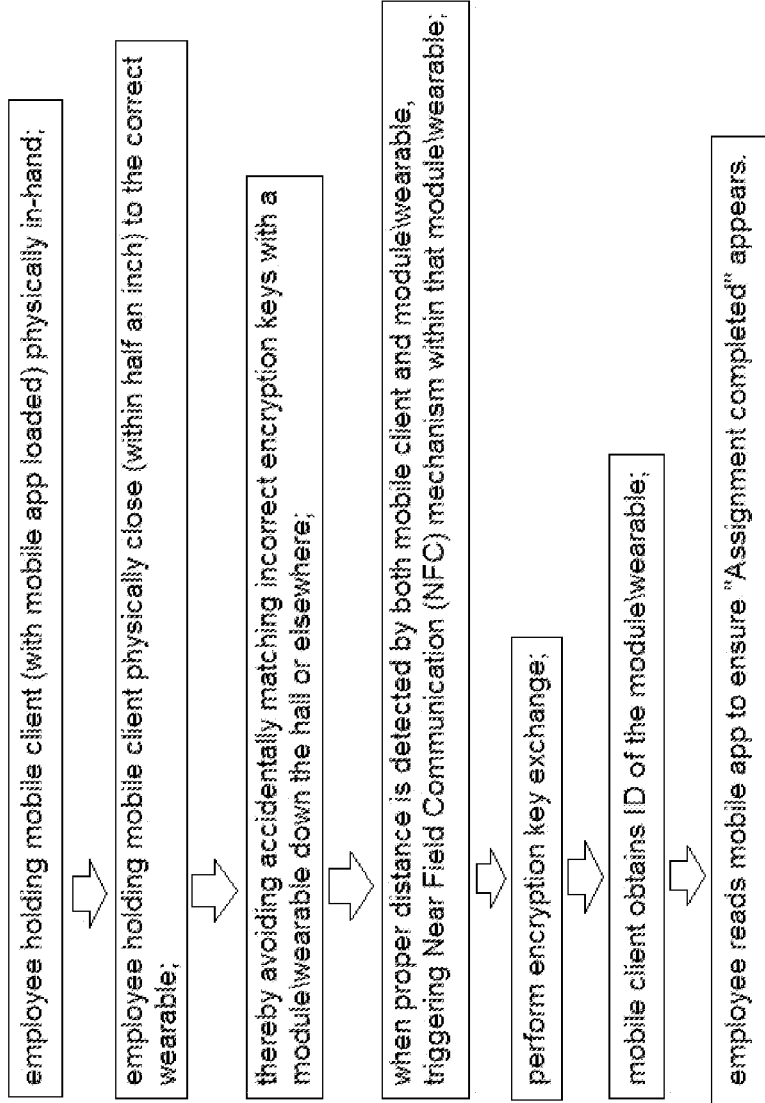 employee holding mobile client (with mobile app loaded) physically in-hand;
employee holding mobile client physically close (within half an inch) to the correct
wearable;
thereby avoiding accidentally matching incorrect encryption keys with a
module\wearable down the hall or elsewhere;
when proper distance is detected by both mobile client and module\wearable,
triggering Near Field Communication (NFC) mechanism within that module\wearable;
perform encryption key exchange;
mobile client obtains ID of the module\wearable;
employee reads mobile app to ensure "Assignment completed" appears.